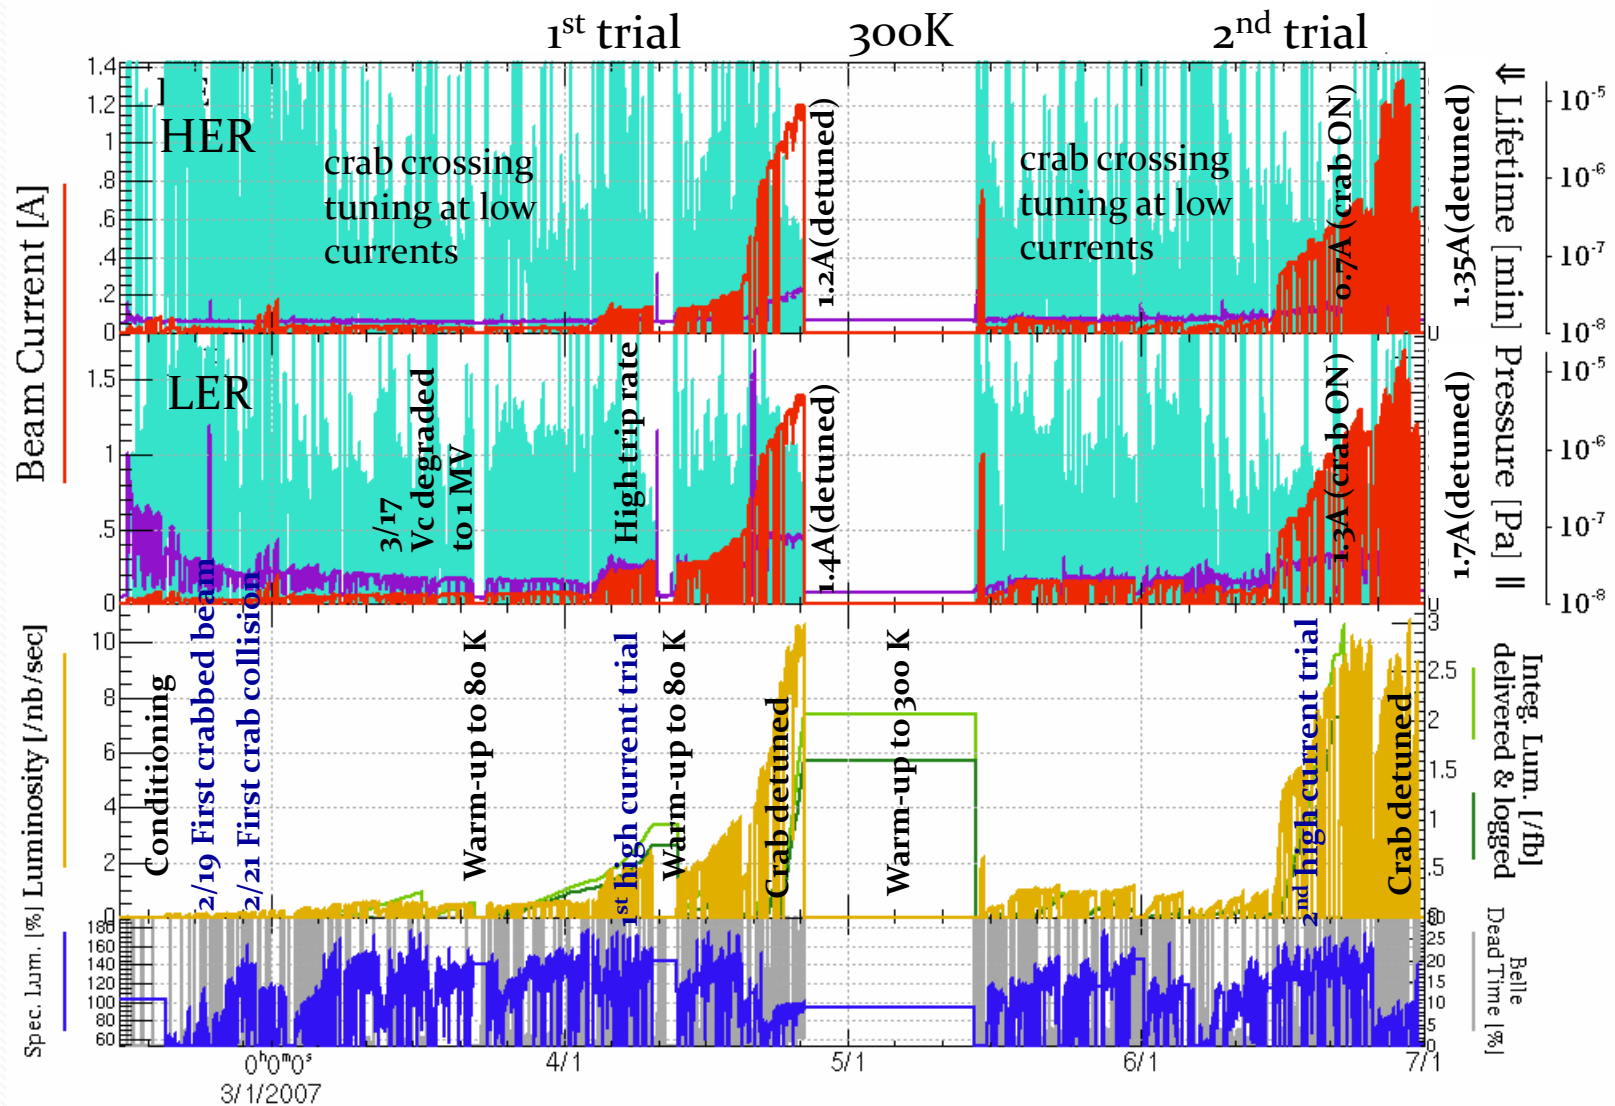 1st trial
300K
2nd trial
HER
crab crossing
tuning at low
currents
1.2A(detuned)
crab crossing
tuning at low
currents
0.7A (crab ON)
1.35A(detuned)
Beam Current [A]
1.4
1.2
1
.8
.6
.4
.2
0
⇓ Lifetime [min]
10-5
10-6
10-7
10-8
LER
3/17
Vc degraded
to 1 MV
High trip rate
1.4A(detuned)
1.3A (crab ON)
1.7A(detuned)
1.5
1
.5
0
Pressure [Pa] ||
10-5
10-6
10-7
10-8
Luminosity [/nb/sec]
10
8
6
4
2
0
Conditioning
2/19 First crabbed beam
2/21 First crab collision
Warm-up to 80 K
1st high current trial
Warm-up to 80 K
Crab detuned
Warm-up to 300 K
2nd high current trial
Crab detuned
3
2.5
2
1.5
1
.5
Integ. Lum. [/fb]
delivered & logged
Spec. Lum. [%]
180
160
140
120
100
80
60
25
20
15
10
5
0
Belle
Dead Time [%]
0h0m0s
3/1/2007
4/1
5/1
6/1
7/1